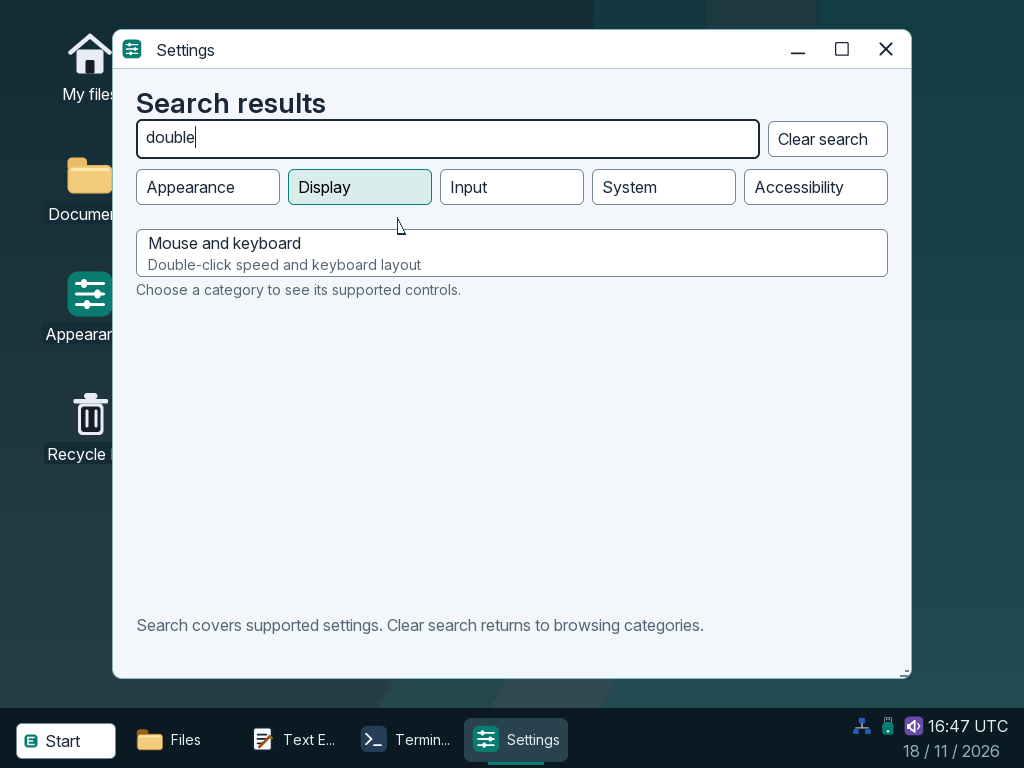 My files
Documen
Appearan
Recycle
Settings
Search results
double
Clear search
Appearance
Display
Input
System
Accessibility
Mouse and keyboard
Double-click speed and keyboard layout
Choose a category to see its supported controls.
Search covers supported settings. Clear search returns to browsing categories.
Start
Files
Text E...
Termin...
Settings
16:47 UTC
18 / 11 / 2026